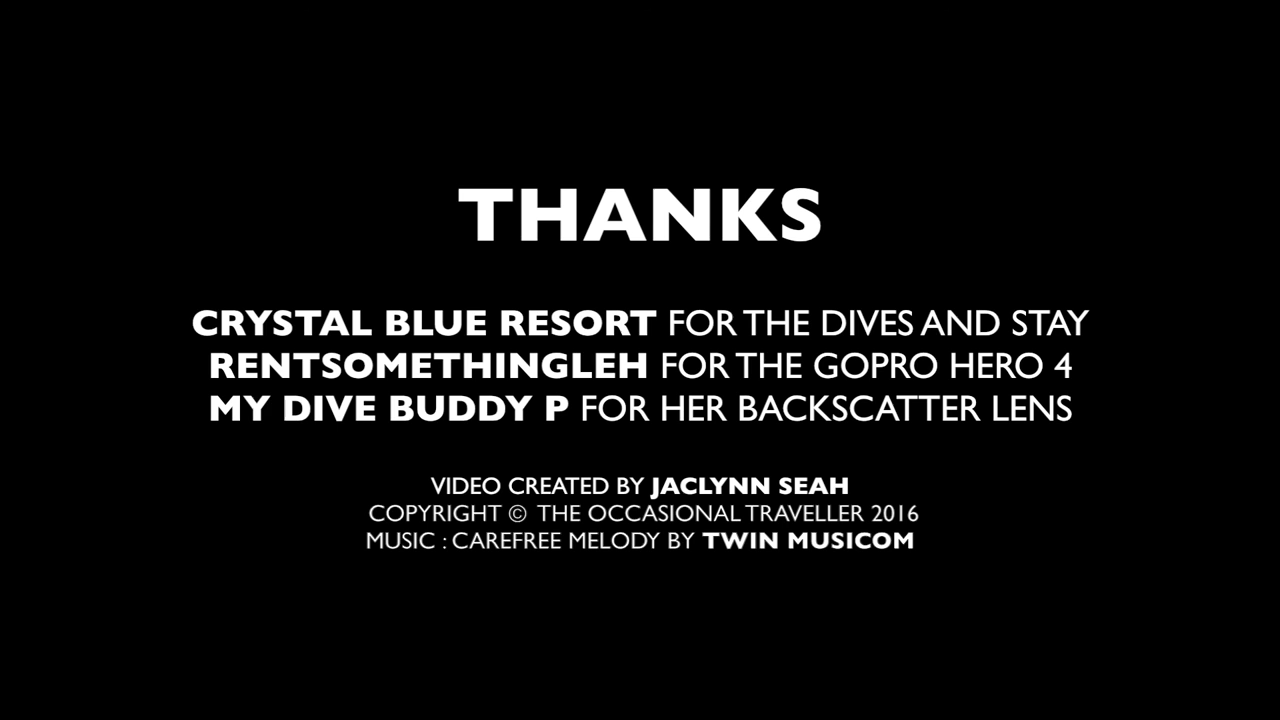 THANKS
CRYSTAL BLUE RESORT FOR THE DIVES AND STAY
RENTSOMETHINGLEH FOR THE GOPRO HERO 4
MY DIVE BUDDY P FOR HER BACKSCATTER LENS
VIDEO CREATED BY JACLYNN SEAH
COPYRIGHT © THE OCCASIONAL TRAVELLER 2016
MUSIC : CAREFREE MELODY BY TWIN MUSICOM